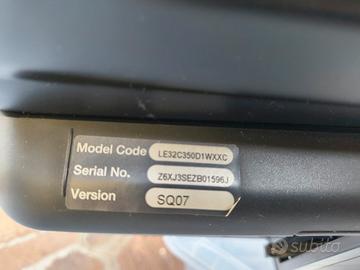 Model Code LE32C350D1WXXC
Serial No. Z6XJ3SEZB01596J
Version SQ07
subito